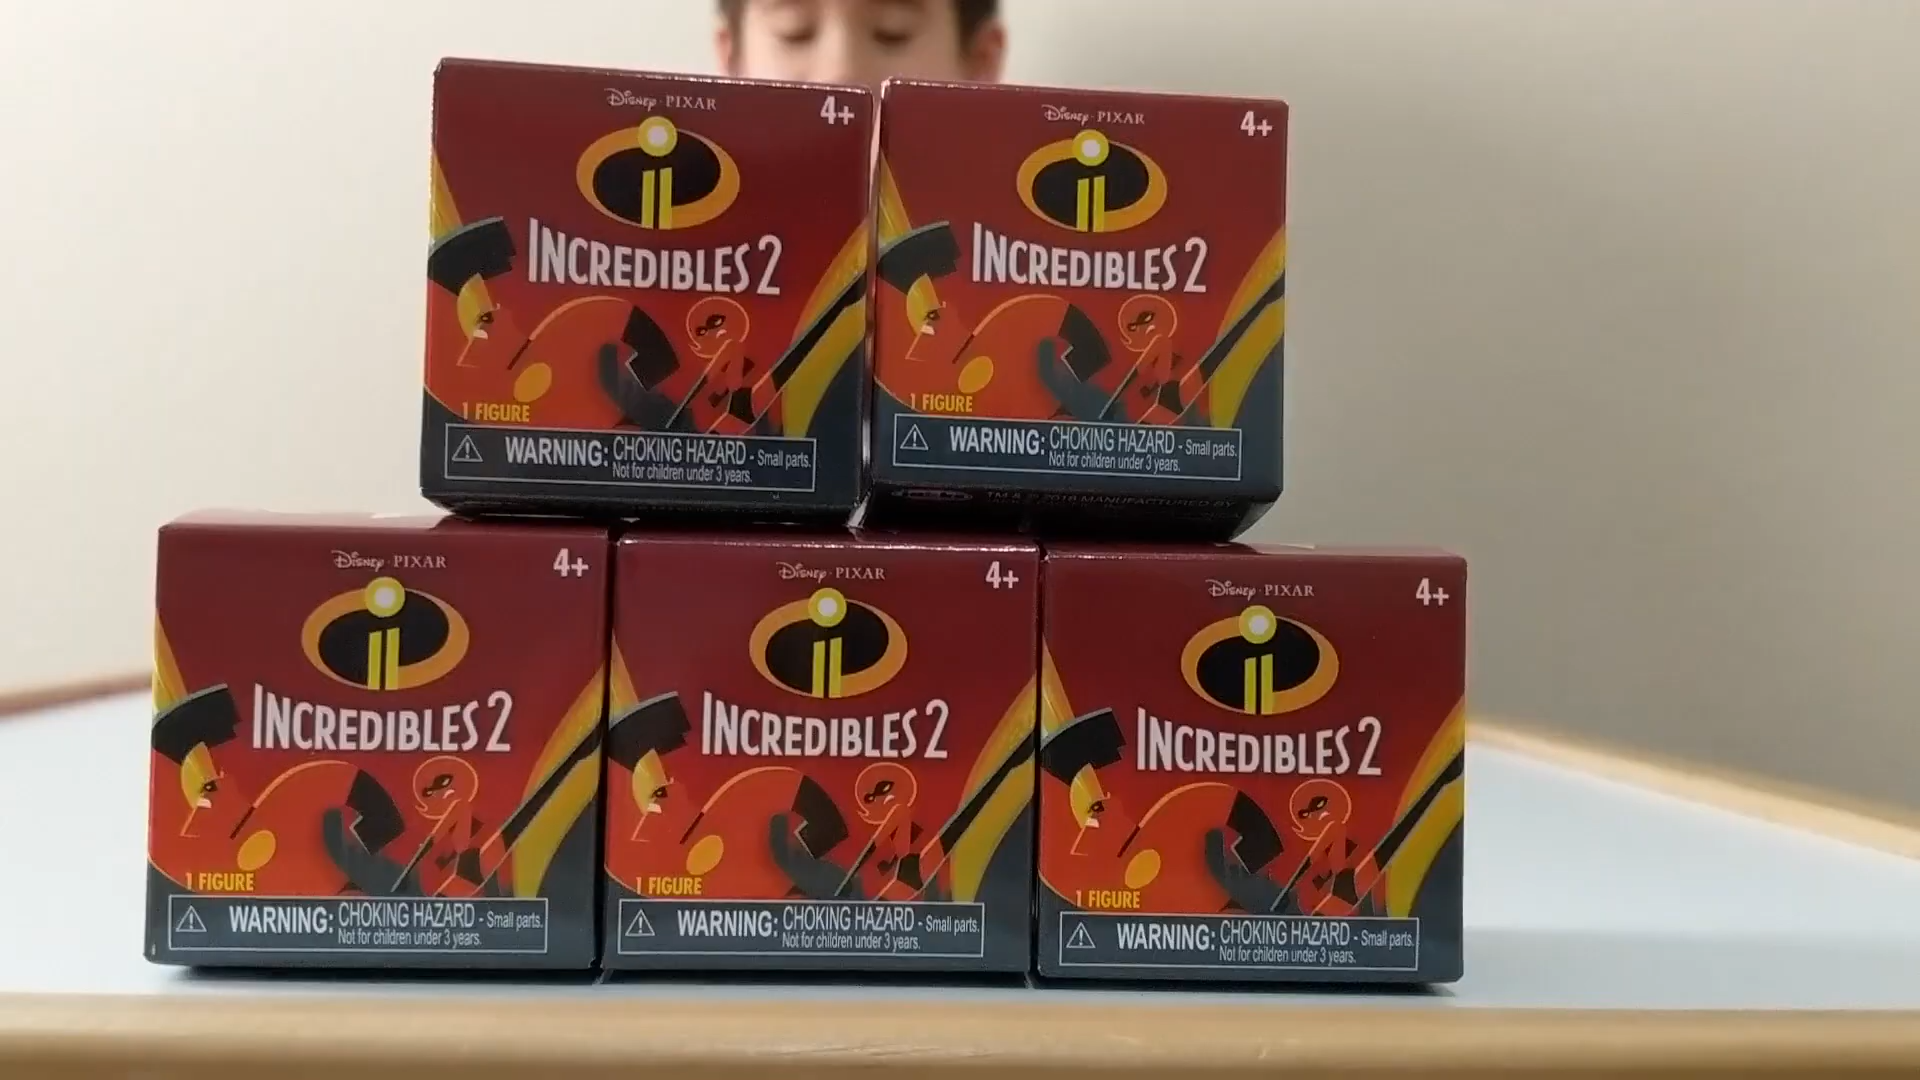 Disney · PIXAR
4+
INCREDIBLES 2
1 FIGURE
WARNING: CHOKING HAZARD - Small parts.
Not for children under 3 years.
Disney · PIXAR
4+
INCREDIBLES 2
1 FIGURE
WARNING: CHOKING HAZARD - Small parts.
Not for children under 3 years.
TM & © 2018 MANUFACTURED BY
Disney · PIXAR
4+
INCREDIBLES 2
1 FIGURE
WARNING: CHOKING HAZARD - Small parts.
Not for children under 3 years.
Disney · PIXAR
4+
INCREDIBLES 2
1 FIGURE
WARNING: CHOKING HAZARD - Small parts.
Not for children under 3 years.
Disney · PIXAR
4+
INCREDIBLES 2
1 FIGURE
WARNING: CHOKING HAZARD - Small parts.
Not for children under 3 years.